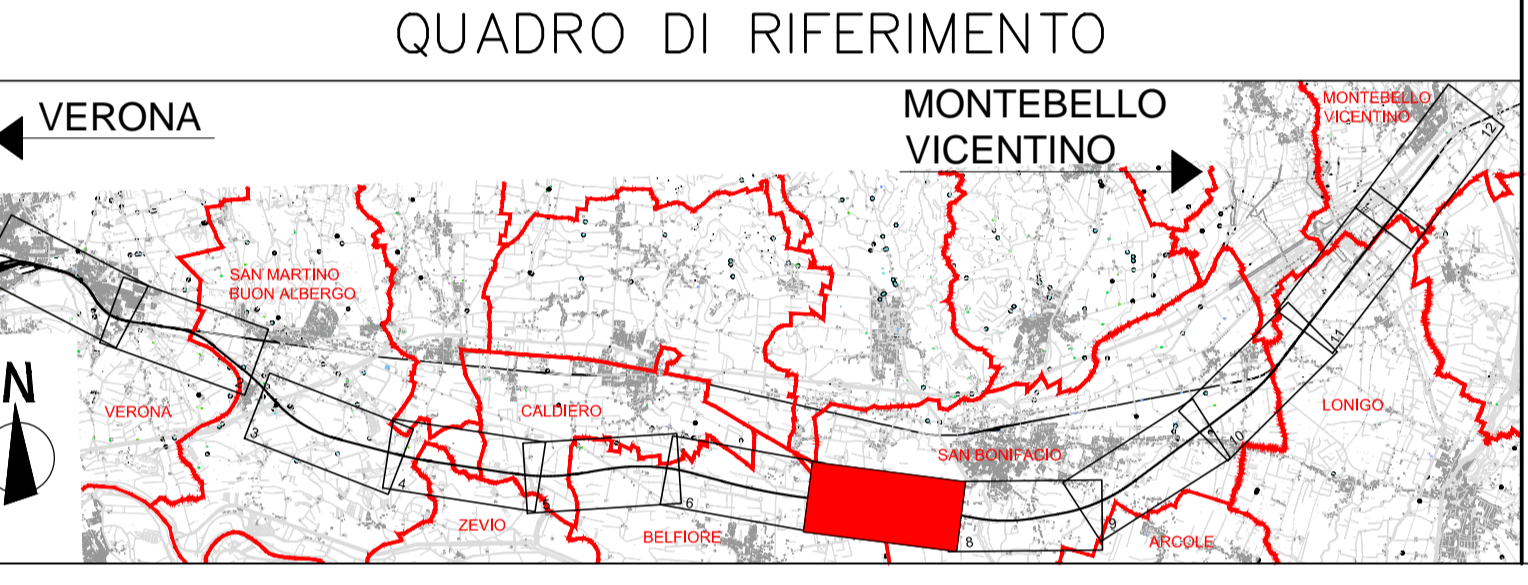 QUADRO DI RIFERIMENTO
VERONA
MONTEBELLO
VICENTINO
MONTEBELLO
VICENTINO
12
SAN MARTINO
BUON ALBERGO
N
VERONA
3
CALDIERO
LONIGO
11
10
SAN BONIFACIO
4
5
6
ZEVIO
BELFIORE
8
9
ARCOLE